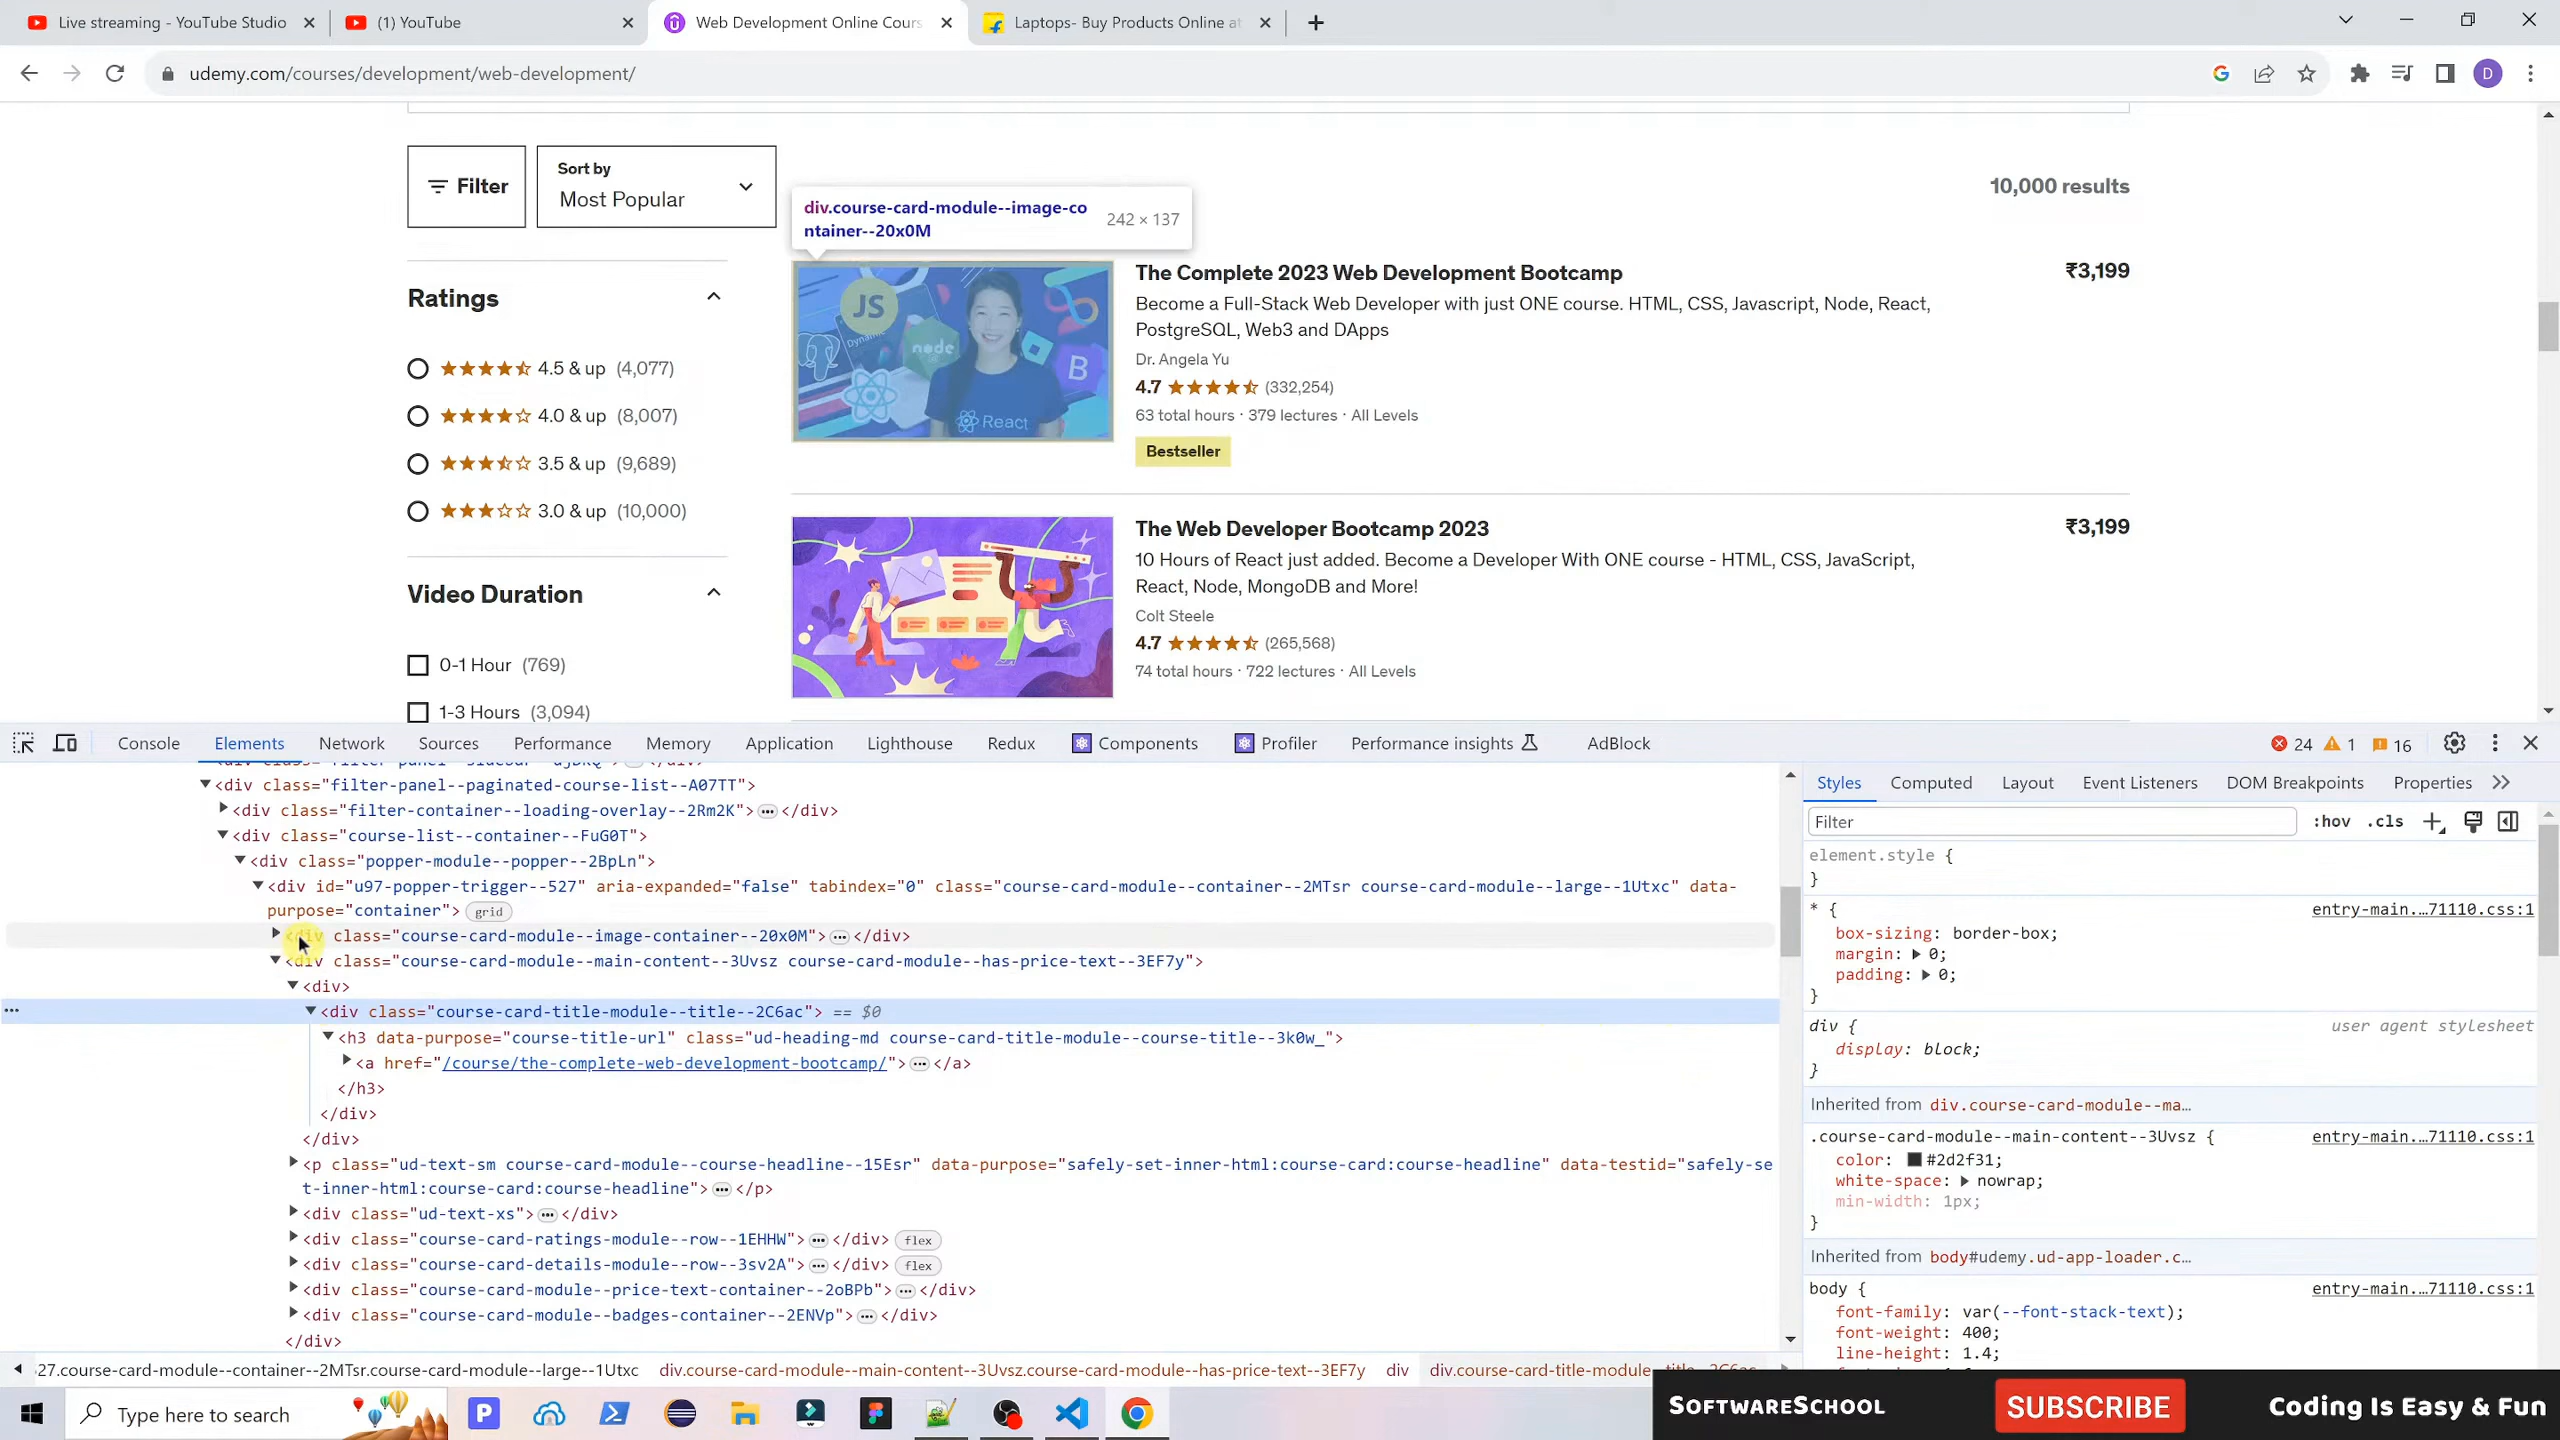 Live streaming - YouTube Studio
(1) YouTube
Web Development Online Cours
Laptops- Buy Products Online at
udemy.com/courses/development/web-development/
D
Filter
Sort by
Most Popular
10,000 results
div.course-card-module--image-co
ntainer--20x0M
242 × 137
Ratings
4.5 & up (4,077)
4.0 & up (8,007)
3.5 & up (9,689)
3.0 & up (10,000)
Video Duration
0-1 Hour (769)
1-3 Hours (3,094)
JS
node
B
React
The Complete 2023 Web Development Bootcamp
₹3,199
Become a Full-Stack Web Developer with just ONE course. HTML, CSS, Javascript, Node, React,
PostgreSQL, Web3 and DApps
Dr. Angela Yu
4.7 (332,254)
63 total hours · 379 lectures · All Levels
Bestseller
The Web Developer Bootcamp 2023
₹3,199
10 Hours of React just added. Become a Developer With ONE course - HTML, CSS, JavaScript,
React, Node, MongoDB and More!
Colt Steele
4.7 (265,568)
74 total hours · 722 lectures · All Levels
Console Elements Network Sources Performance Memory Application Lighthouse Redux Components Profiler Performance insights AdBlock
24 1 16
<div class="filter-panel--paginated-course-list--A07TT">
<div class="filter-container--loading-overlay--2Rm2K"> … </div>
<div class="course-list--container--FuG0T">
<div class="popper-module--popper--2BpLn">
<div id="u97-popper-trigger--527" aria-expanded="false" tabindex="0" class="course-card-module--container--2MTsr course-card-module--large--1Utxc" data-
purpose="container"> grid
<div class="course-card-module--image-container--20x0M"> … </div>
<div class="course-card-module--main-content--3Uvsz course-card-module--has-price-text--3EF7y">
<div>
<div class="course-card-title-module--title--2C6ac"> == $0
<h3 data-purpose="course-title-url" class="ud-heading-md course-card-title-module--course-title--3k0w_">
<a href="/course/the-complete-web-development-bootcamp/"> … </a>
</h3>
</div>
</div>
<p class="ud-text-sm course-card-module--course-headline--15Esr" data-purpose="safely-set-inner-html:course-card:course-headline" data-testid="safely-se
t-inner-html:course-card:course-headline"> … </p>
<div class="ud-text-xs"> … </div>
<div class="course-card-ratings-module--row--1EHHW"> … </div> flex
<div class="course-card-details-module--row--3sv2A"> … </div> flex
<div class="course-card-module--price-text-container--2oBPb"> … </div>
<div class="course-card-module--badges-container--2ENVp"> … </div>
</div>
27.course-card-module--container--2MTsr.course-card-module--large--1Utxc div.course-card-module--main-content--3Uvsz.course-card-module--has-price-text--3EF7y div div.course-card-title-module
Styles Computed Layout Event Listeners DOM Breakpoints Properties
Filter
:hov .cls
element.style {
}
* {
entry-main…71110.css:1
box-sizing: border-box;
margin: 0;
padding: 0;
}
div {
user agent stylesheet
display: block;
}
Inherited from div.course-card-module--ma…
.course-card-module--main-content--3Uvsz {
entry-main…71110.css:1
color: #2d2f31;
white-space: nowrap;
min-width: 1px;
}
Inherited from body#udemy.ud-app-loader.c…
body {
entry-main…71110.css:1
font-family: var(--font-stack-text);
font-weight: 400;
line-height: 1.4;
Type here to search
P
SOFTWARESCHOOL
SUBSCRIBE
Coding Is Easy & Fun